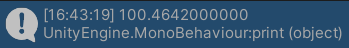 [16:43:19] 100.4642000000
UnityEngine.MonoBehaviour:print (object)